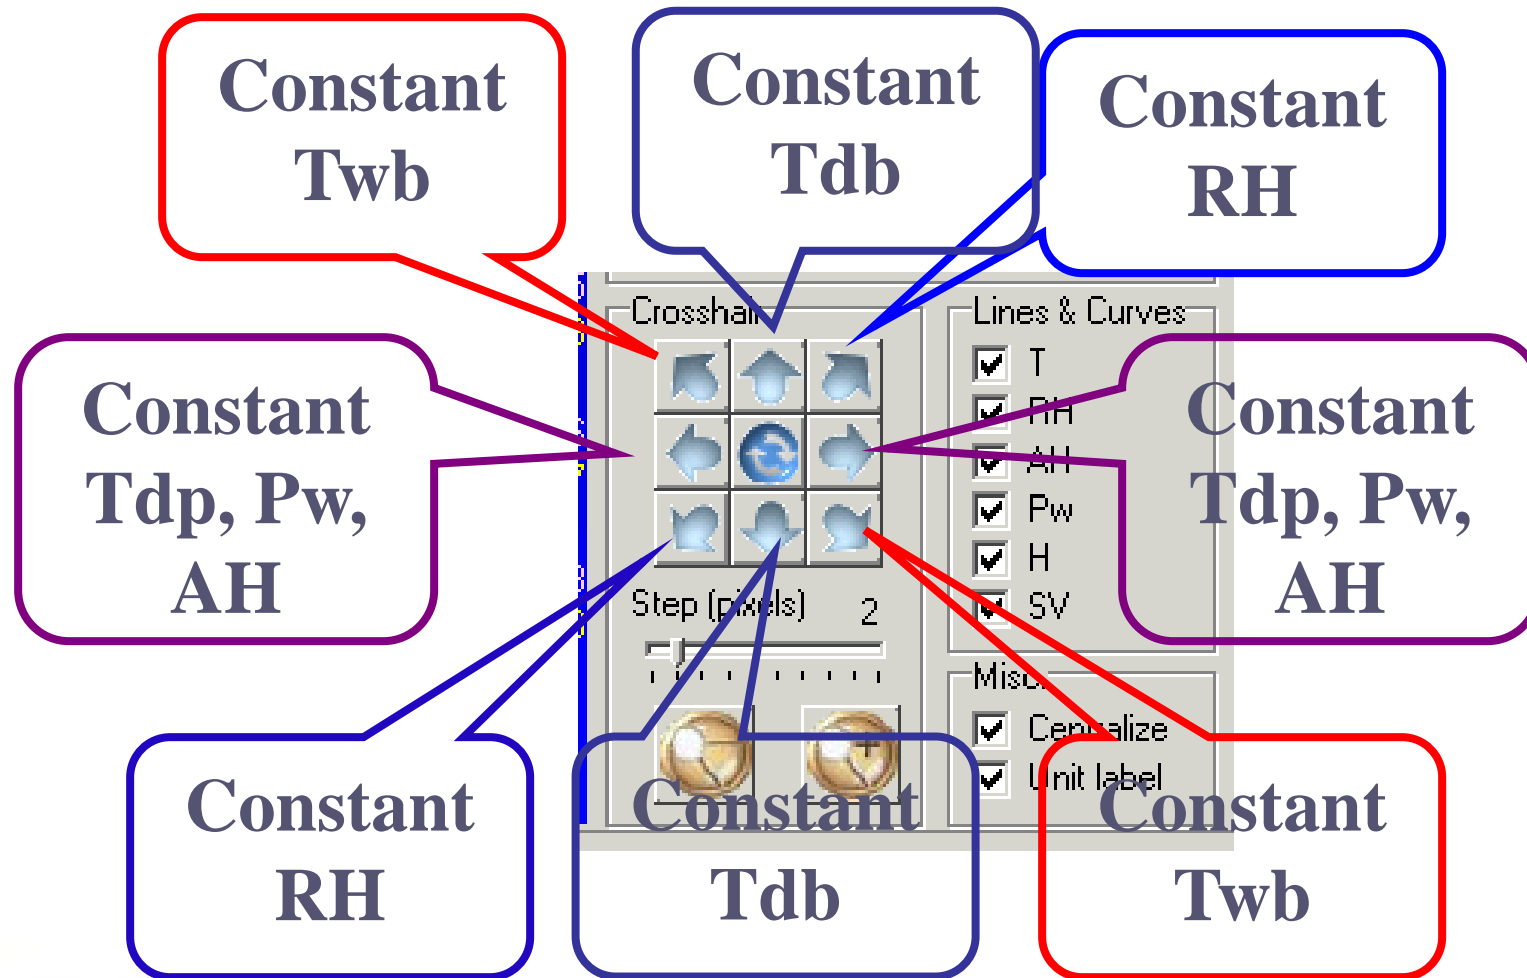 Constant
Twb
Constant
Tdb
Constant
RH
Crosshair
Lines & Curves
T
RH
AH
Pw
H
SV
Constant
Tdp, Pw,
AH
Constant
Tdp, Pw,
AH
Step (pixels) 2
Misc.
Centralize
Unit label
Constant
RH
Constant
Tdb
Constant
Twb